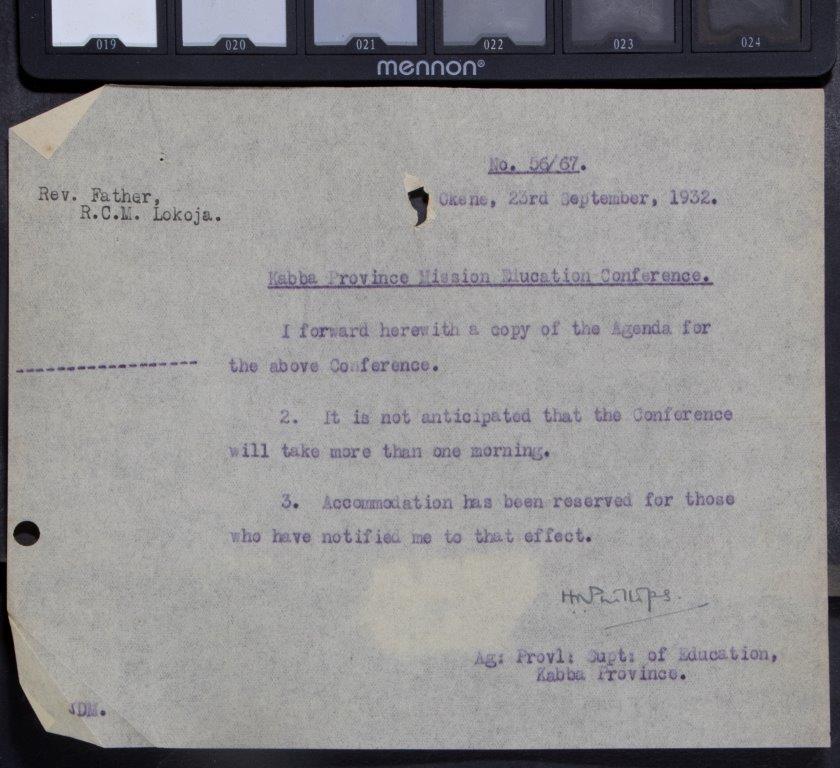 019 020 021 022 023 024
mennon®
No. 56/67.
Rev. Father,
R.C.M. Lokoja.
Okene, 23rd September, 1932.
Kabba Province Mission Education Conference.
I forward herewith a copy of the Agenda for
the above Conference.
2. It is not anticipated that the Conference
will take more than one morning.
3. Accommodation has been reserved for those
who have notified me to that effect.
Phillips.
Ag: Provl: Supt: of Education,
Kabba Province.